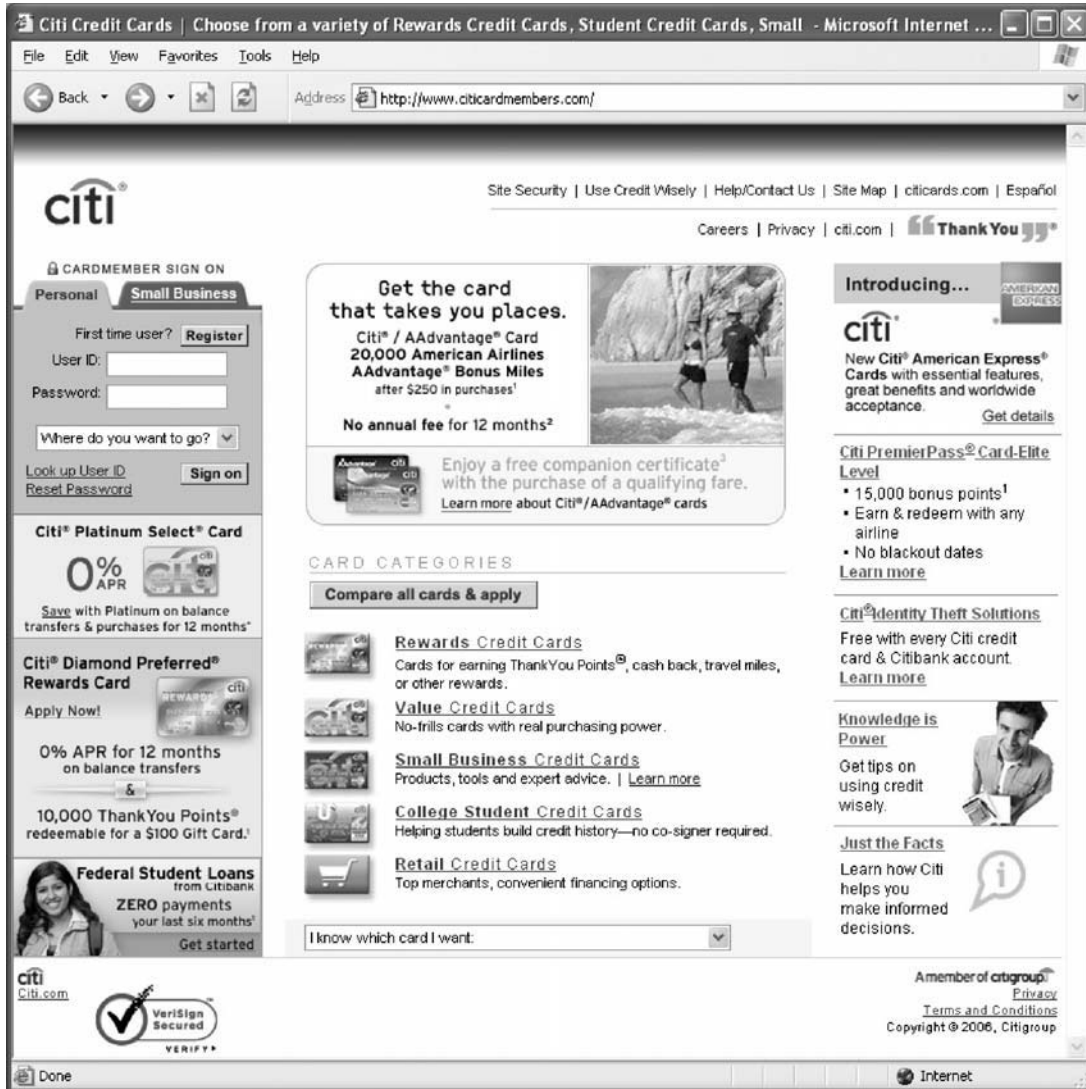 Citi Credit Cards | Choose from a variety of Rewards Credit Cards, Student Credit Cards, Small - Microsoft Internet ...
File Edit View Favorites Tools Help
Back Address http://www.citicardmembers.com/
citi®
Site Security | Use Credit Wisely | Help/Contact Us | Site Map | citicards.com | Español
Careers | Privacy | citi.com | ThankYou®
CARDMEMBER SIGN ON
Personal Small Business
First time user? Register
User ID:
Password:
Where do you want to go?
Look up User ID
Reset Password
Sign on
Citi® Platinum Select® Card
0% APR
citi
Save with Platinum on balance
transfers & purchases for 12 months*
Citi® Diamond Preferred®
Rewards Card
Apply Now!
REWARDS citi
0% APR for 12 months
on balance transfers
&
10,000 ThankYou Points®
redeemable for a $100 Gift Card.¹
Federal Student Loans
from Citibank
ZERO payments
your last six months²
Get started
Get the card
that takes you places.
Citi® / AAdvantage® Card
20,000 American Airlines
AAdvantage® Bonus Miles
after $250 in purchases¹
No annual fee for 12 months²
AAdvantage citi
Enjoy a free companion certificate³
with the purchase of a qualifying fare.
Learn more about Citi®/AAdvantage® cards
CARD CATEGORIES
Compare all cards & apply
Rewards Credit Cards
Cards for earning ThankYou Points®, cash back, travel miles,
or other rewards.
Value Credit Cards
No-frills cards with real purchasing power.
Small Business Credit Cards
Products, tools and expert advice. | Learn more
College Student Credit Cards
Helping students build credit history—no co-signer required.
Retail Credit Cards
Top merchants, convenient financing options.
I know which card I want:
Introducing...
AMERICAN
EXPRESS
citi®
New Citi® American Express®
Cards with essential features,
great benefits and worldwide
acceptance.
Get details
Citi PremierPass® Card-Elite
Level
▪ 15,000 bonus points¹
▪ Earn & redeem with any
airline
▪ No blackout dates
Learn more
Citi® Identity Theft Solutions
Free with every Citi credit
card & Citibank account.
Learn more
Knowledge is
Power
Get tips on
using credit
wisely.
Just the Facts
Learn how Citi
helps you
make informed
decisions.
citi
Citi.com
VeriSign
Secured
VERIFY
A member of citigroup
Privacy
Terms and Conditions
Copyright © 2006, Citigroup
Done
Internet